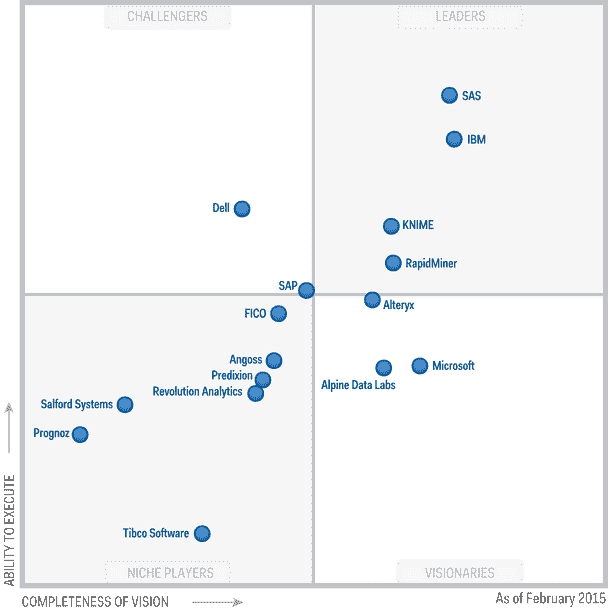 CHALLENGERS
LEADERS
SAS
IBM
Dell
KNIME
RapidMiner
SAP
Alteryx
FICO
Angoss
Microsoft
Predixion
Alpine Data Labs
Revolution Analytics
Salford Systems
Prognoz
Tibco Software
NICHE PLAYERS
VISIONARIES
ABILITY TO EXECUTE
COMPLETENESS OF VISION
As of February 2015